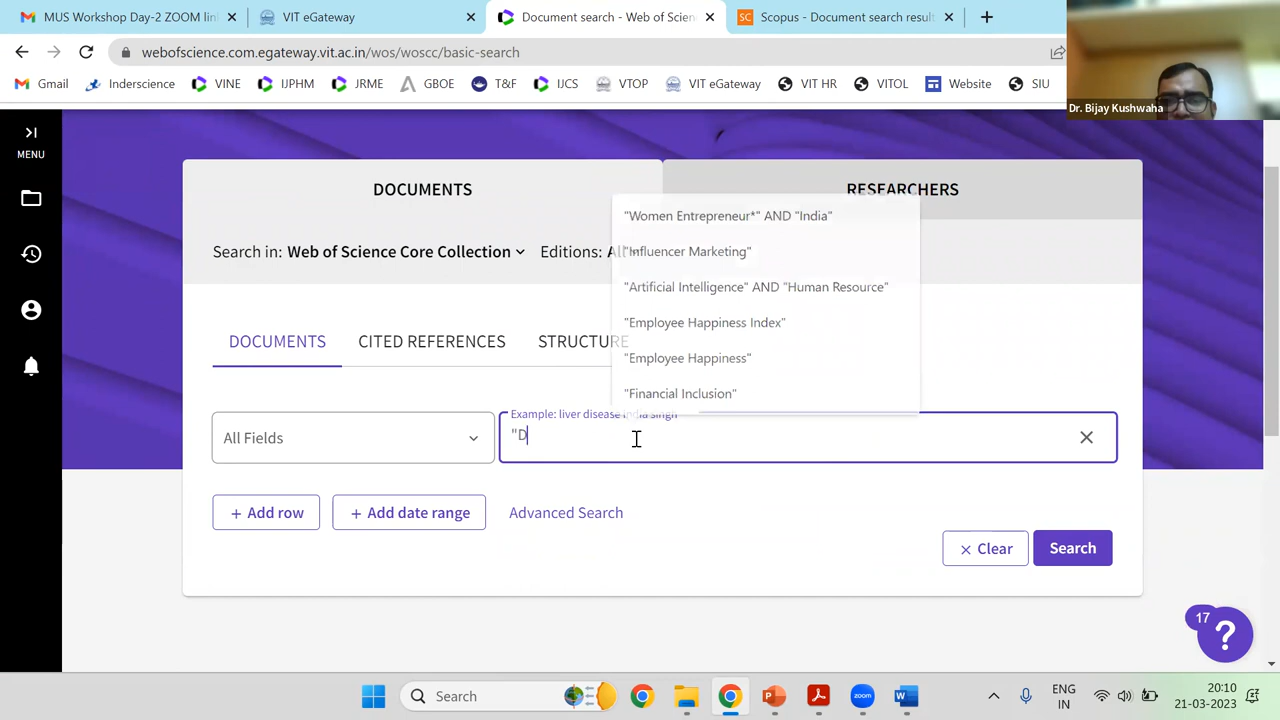 MUS Workshop Day-2 ZOOM lin
VIT eGateway
Document search - Web of Scien
SC Scopus - Document search result
webofscience.com.egateway.vit.ac.in/wos/woscc/basic-search
Gmail Inderscience VINE IJPHM JRME GBOE T&F IJCS VTOP VIT eGateway VIT HR VITOL Website SIU
Dr. Bijay Kushwaha
MENU
DOCUMENTS
RESEARCHERS
Search in: Web of Science Core Collection Editions: All
"Women Entrepreneur*" AND "India"
"Influencer Marketing"
"Artificial Intelligence" AND "Human Resource"
"Employee Happiness Index"
"Employee Happiness"
"Financial Inclusion"
DOCUMENTS CITED REFERENCES STRUCTURE
All Fields
Example: liver disease india singh
"D
+ Add row
+ Add date range
Advanced Search
× Clear
Search
17
?
Search
ENG
IN
20:10
21-03-2023